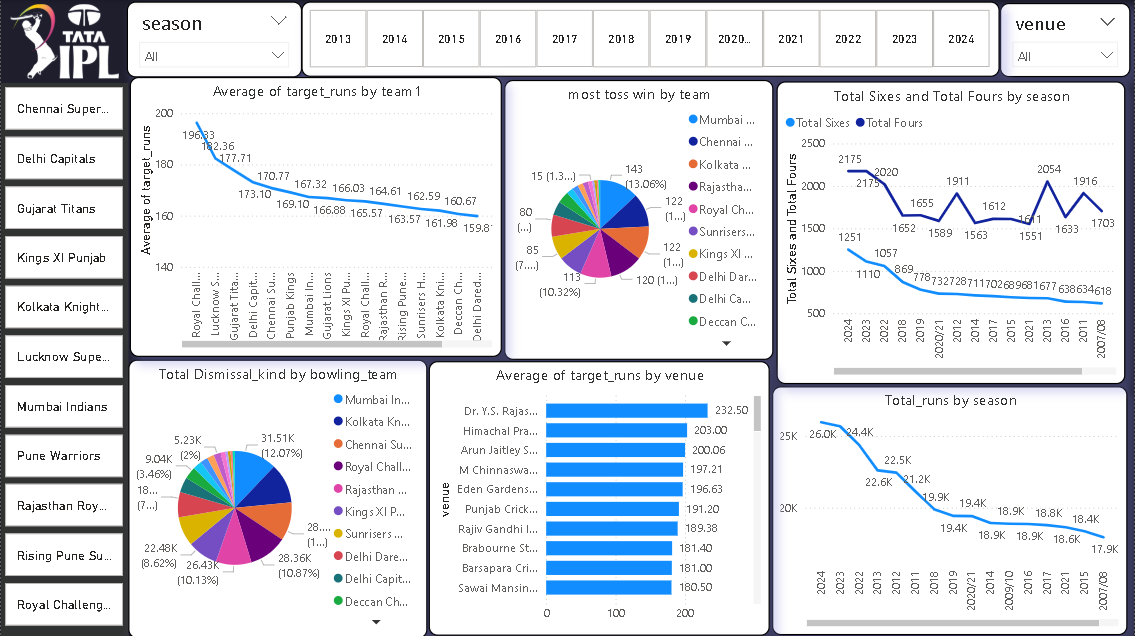 TATA
IPL
season
All
2013
2014
2015
2016
2017
2018
2019
2020...
2021
2022
2023
2024
venue
All
Chennai Super...
Delhi Capitals
Gujarat Titans
Kings XI Punjab
Kolkata Knight...
Lucknow Supe...
Mumbai Indians
Pune Warriors
Rajasthan Roy...
Rising Pune Su...
Royal Challeng...
Average of target_runs by team1
Average of target_runs
200
180
160
140
196.33
182.36
177.71
173.10
170.77
169.10
167.32
166.88
166.03
165.57
164.61
163.57
162.59
161.98
160.67
159.81
Royal Chall...
Lucknow S...
Gujarat Tita...
Delhi Capit...
Chennai Su...
Punjab Kings
Mumbai In...
Gujarat Lions
Kings XI Pu...
Royal Chall...
Rajasthan R...
Rising Pune...
Sunrisers H...
Kolkata Kni...
Deccan Ch...
Delhi Dared...
most toss win by team
143
(13.06%)
122
(1...)
122
(1...)
120 (1...)
113
(10.32%)
85
(7....)
80
(...)
15 (1.3...)
Mumbai ...
Chennai ...
Kolkata ...
Rajastha...
Royal Ch...
Sunrisers...
Kings XI ...
Delhi Dar...
Delhi Ca...
Deccan C...
Total Sixes and Total Fours by season
Total Sixes
Total Fours
Total Sixes and Total Fours
2500
2000
1500
1000
500
2175
2175
2020
1652
1655
1589
1911
1563
1612
1611
1551
2054
1633
1916
1703
1251
1110
1057
869
778
732
728
711
702
689
681
677
638
634
618
2024
2023
2022
2018
2019
2020/21
2012
2014
2017
2015
2021
2013
2016
2011
2007/08
Total Dismissal_kind by bowling_team
31.51K
(12.07%)
28....
(1...)
28.36K
(10.87%)
26.43K
(10.13%)
22.48K
(8.62%)
18...
(7...)
9.04K
(3.46%)
5.23K
(2%)
Mumbai In...
Kolkata Kn...
Chennai Su...
Royal Chall...
Rajasthan ...
Kings XI P...
Sunrisers ...
Delhi Dare...
Delhi Capit...
Deccan Ch...
Average of target_runs by venue
venue
Dr. Y.S. Rajas... 232.50
Himachal Pra... 203.00
Arun Jaitley S... 200.06
M Chinnaswa... 197.21
Eden Gardens... 196.63
Punjab Crick... 191.20
Rajiv Gandhi I... 189.38
Brabourne St... 181.40
Barsapara Cri... 181.00
Sawai Mansin... 180.50
0 100 200
Total_runs by season
25K
20K
26.0K
24.4K
22.6K
22.5K
21.2K
19.9K
19.4K
19.4K
18.9K
18.9K
18.9K
18.8K
18.6K
18.4K
17.9K
2024
2023
2022
2013
2012
2011
2018
2019
2020/21
2014
2009/10
2016
2017
2021
2015
2007/08